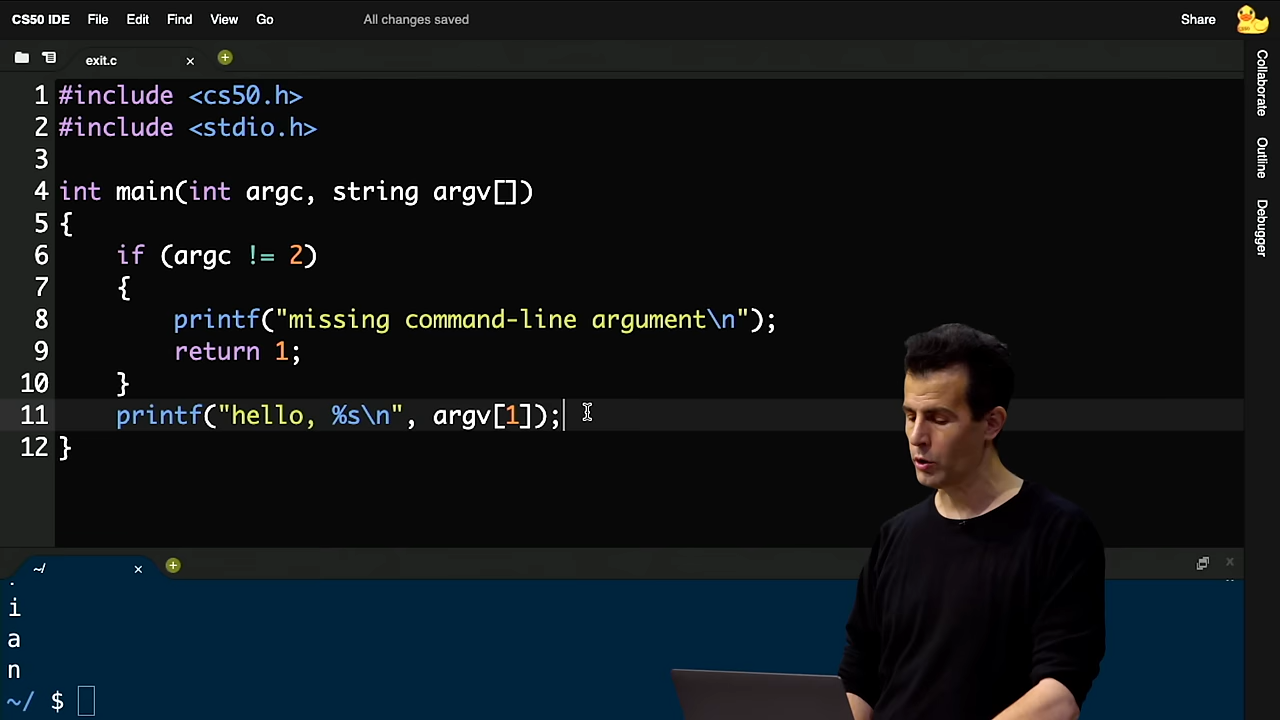 CS50 IDE File Edit Find View Go All changes saved Share
exit.c
1 #include <cs50.h>
2 #include <stdio.h>
3
4 int main(int argc, string argv[])
5 {
6     if (argc != 2)
7     {
8         printf("missing command-line argument\n");
9         return 1;
10     }
11     printf("hello, %s\n", argv[1]);
12 }
Collaborate
Outline
Debugger
~/
i
a
n
~/ $